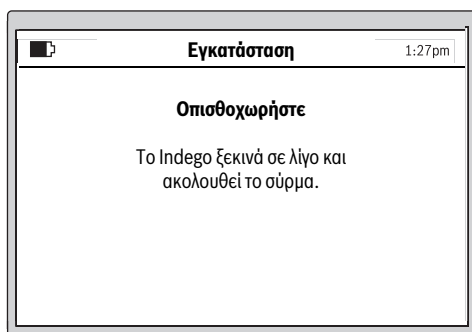 Εγκατάσταση 1:27pm
Οπισθοχωρήστε
Το Indego ξεκινά σε λίγο και
ακολουθεί το σύρμα.